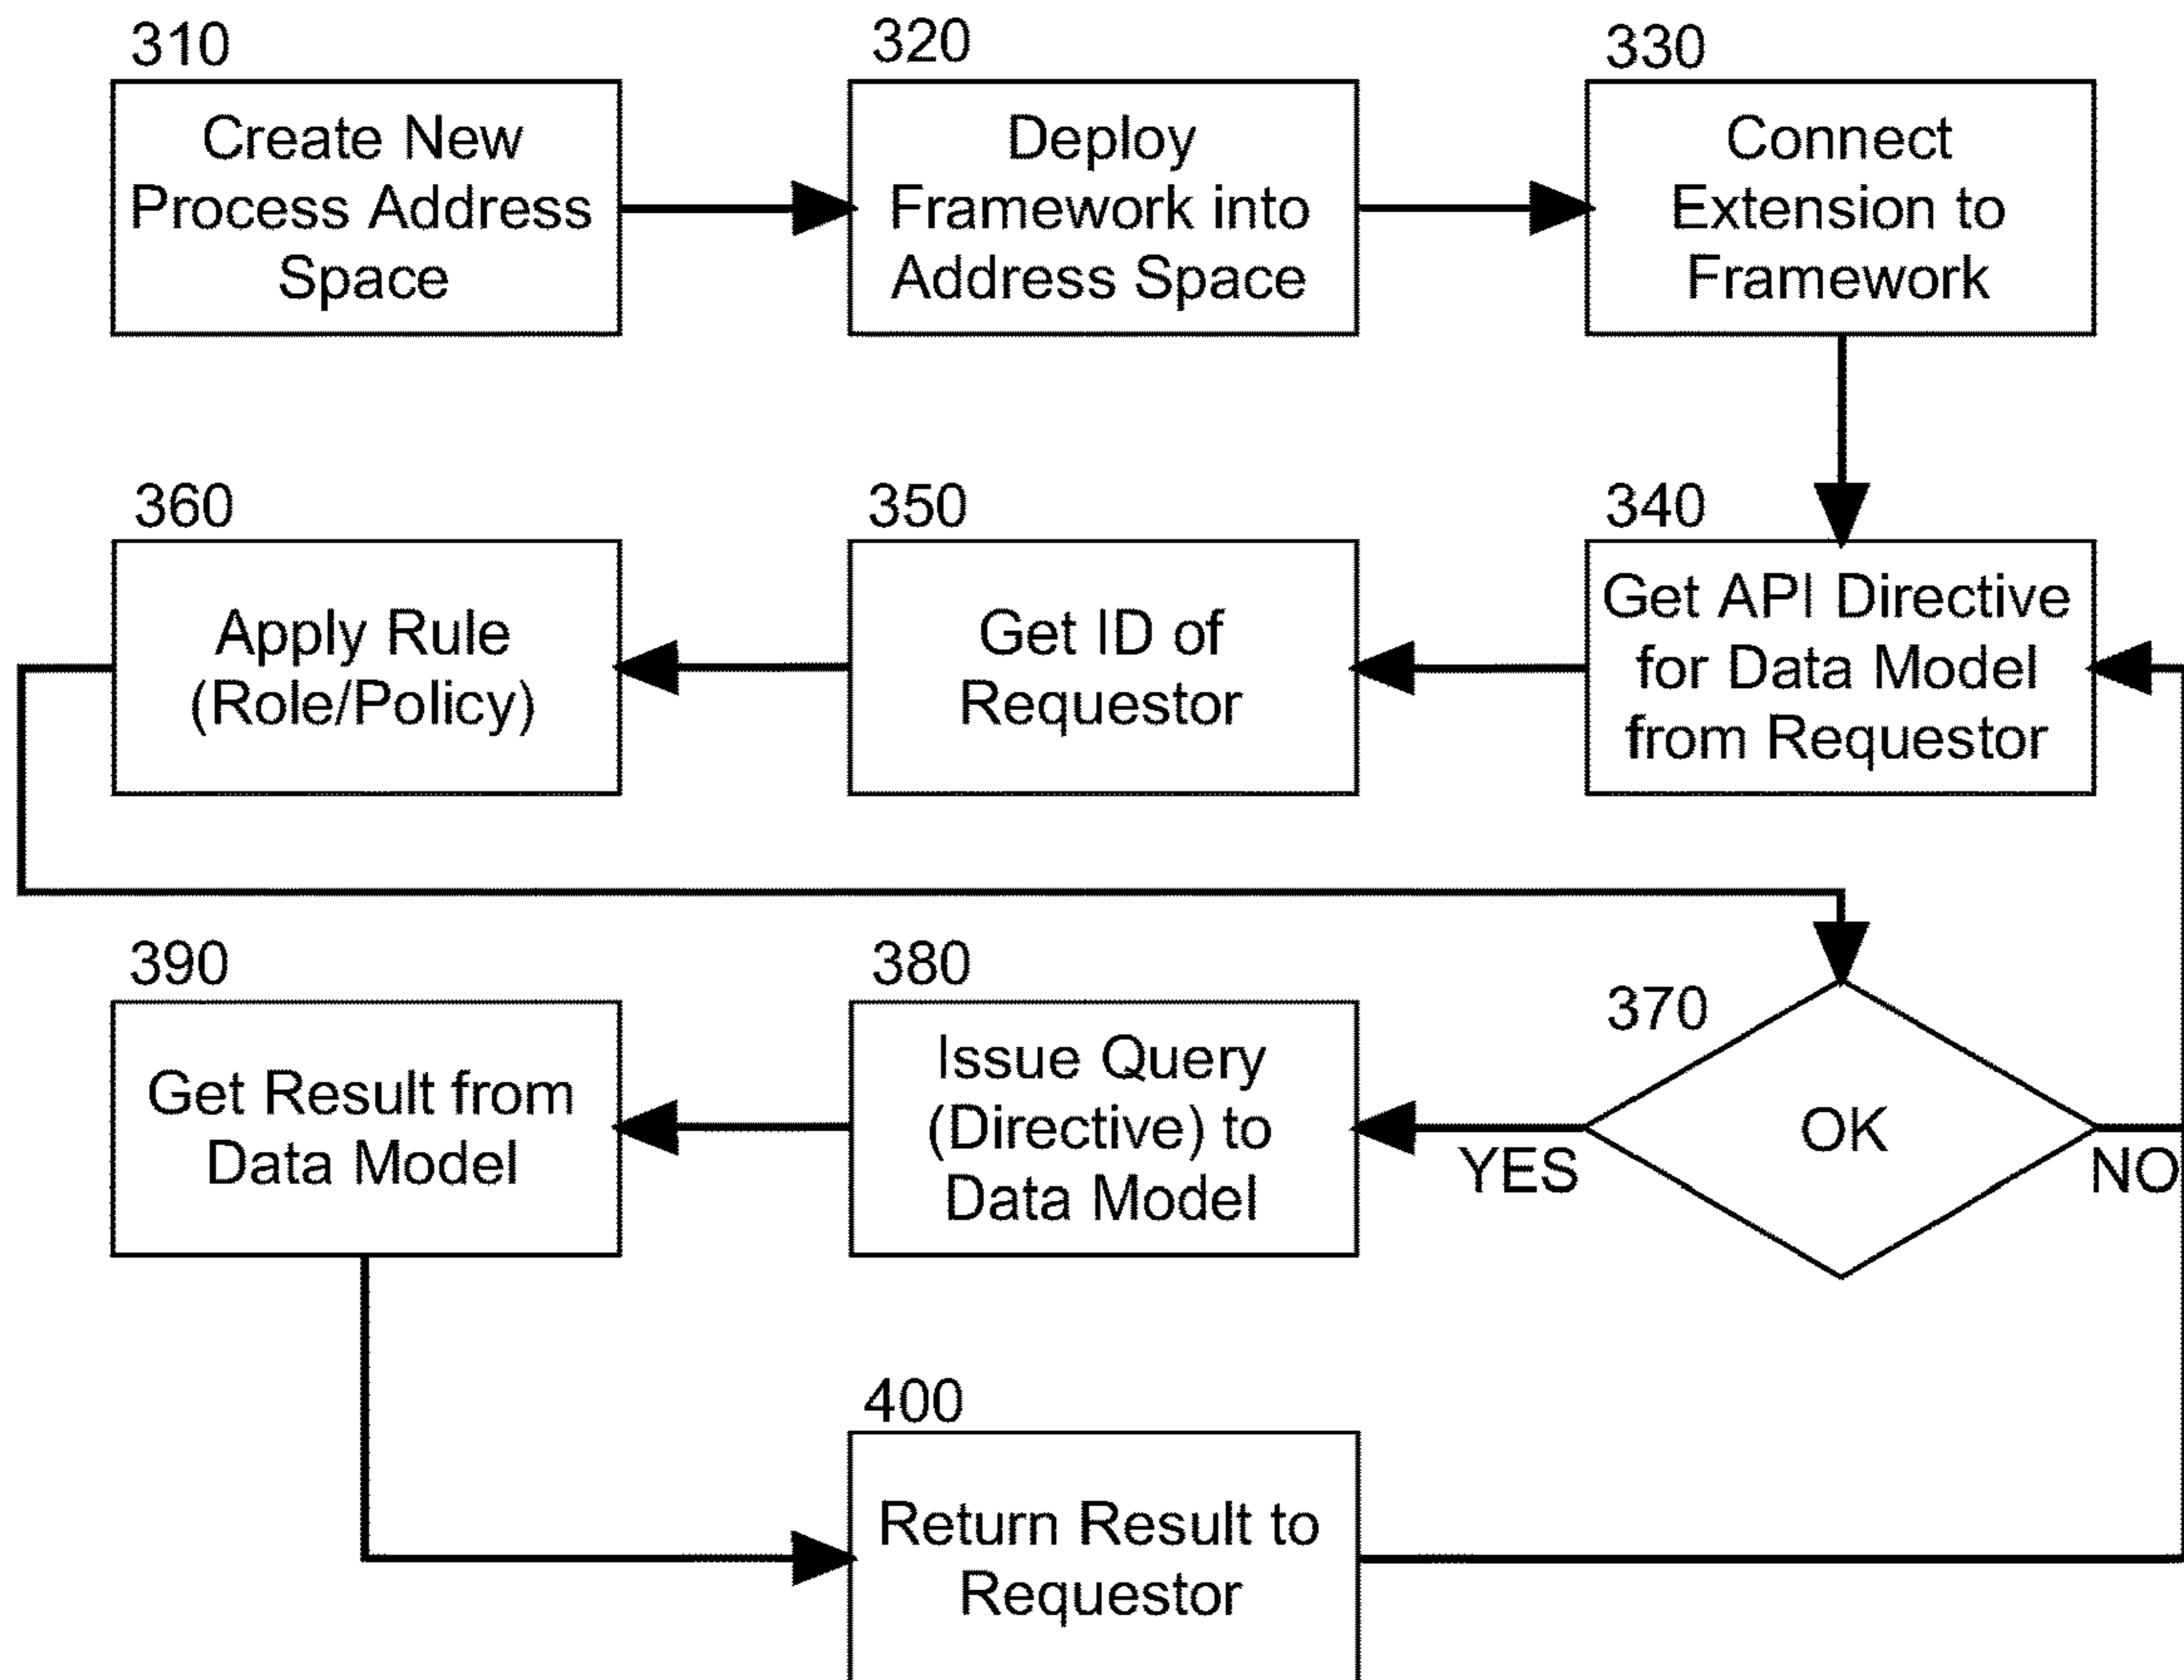 310
Create New
Process Address
Space
320
Deploy
Framework into
Address Space
330
Connect
Extension to
Framework
340
Get API Directive
for Data Model
from Requestor
350
Get ID of
Requestor
360
Apply Rule
(Role/Policy)
370
OK
YES
NO
380
Issue Query
(Directive) to
Data Model
390
Get Result from
Data Model
400
Return Result to
Requestor